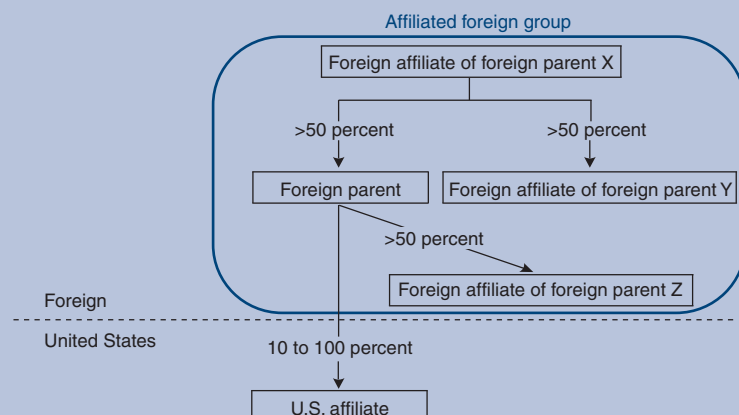 Affiliated foreign group
Foreign affiliate of foreign parent X
>50 percent
>50 percent
Foreign parent
Foreign affiliate of foreign parent Y
>50 percent
Foreign affiliate of foreign parent Z
Foreign
United States
10 to 100 percent
U.S. affiliate